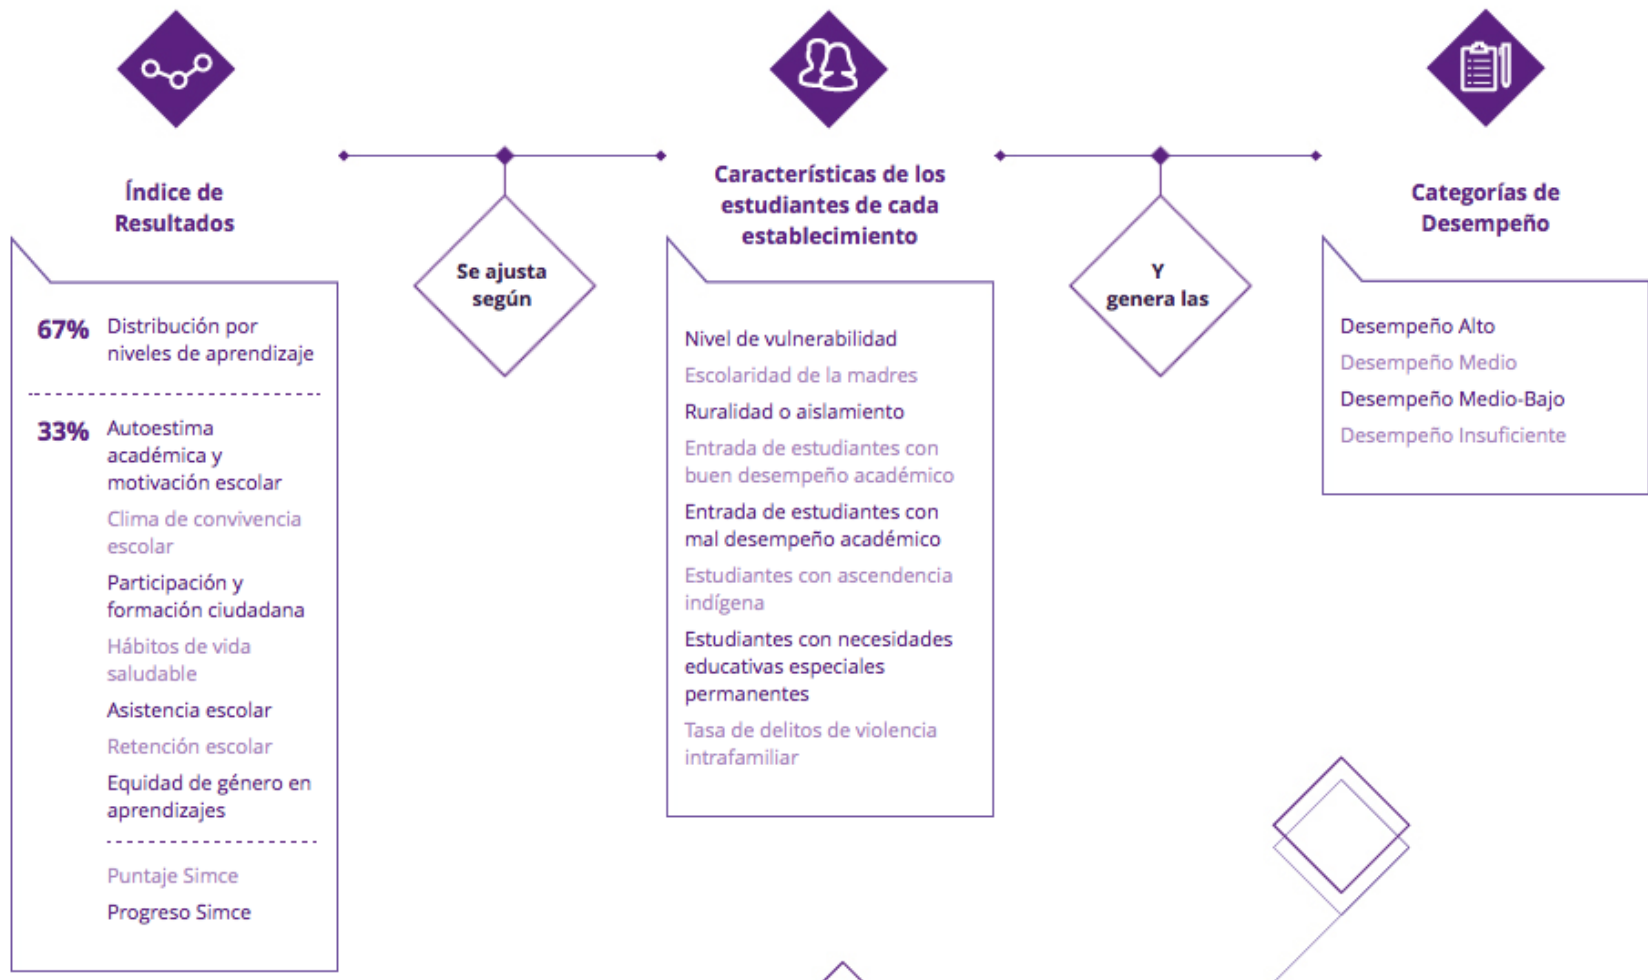 Índice de
Resultados
67% Distribución por
niveles de aprendizaje
33% Autoestima
académica y
motivación escolar
Clima de convivencia
escolar
Participación y
formación ciudadana
Hábitos de vida
saludable
Asistencia escolar
Retención escolar
Equidad de género en
aprendizajes
Puntaje Simce
Progreso Simce
Se ajusta
según
Características de los
estudiantes de cada
establecimiento
Nivel de vulnerabilidad
Escolaridad de la madres
Ruralidad o aislamiento
Entrada de estudiantes con
buen desempeño académico
Entrada de estudiantes con
mal desempeño académico
Estudiantes con ascendencia
indígena
Estudiantes con necesidades
educativas especiales
permanentes
Tasa de delitos de violencia
intrafamiliar
Y
genera las
Categorías de
Desempeño
Desempeño Alto
Desempeño Medio
Desempeño Medio-Bajo
Desempeño Insuficiente